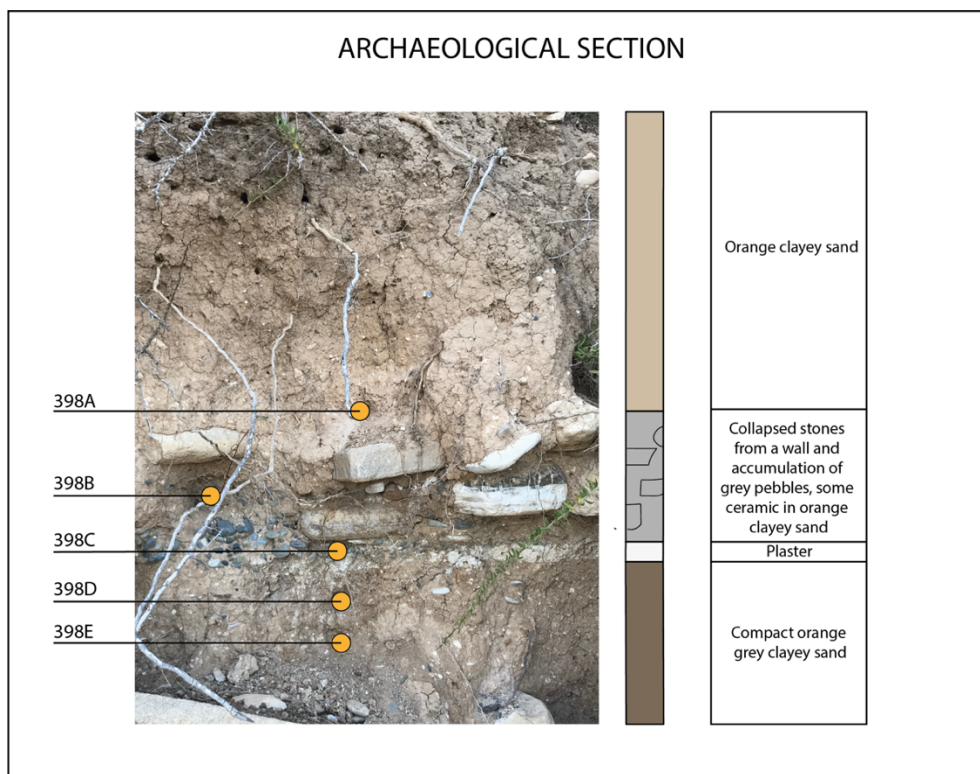 ARCHAEOLOGICAL SECTION
398A
398B
398C
398D
398E
Orange clayey sand
Collapsed stones
from a wall and
accumulation of
grey pebbles, some
ceramic in orange
clayey sand
Plaster
Compact orange
grey clayey sand